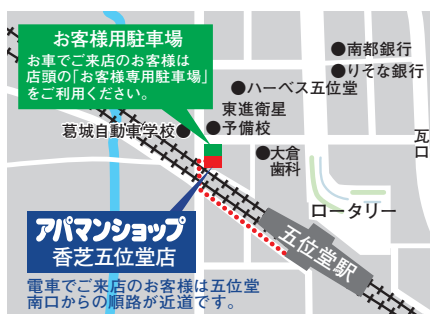 お客様用駐車場
お車でご来店のお客様は
店頭の「お客様専用駐車場」
をご利用ください。
●南都銀行
●りそな銀行
●ハーベス五位堂
東進衛星
●予備校
葛城自動車学校●
●大倉
歯科
瓦口
ロータリー
五位堂駅
アパマンショップ
香芝五位堂店
電車でご来店のお客様は五位堂
南口からの順路が近道です。